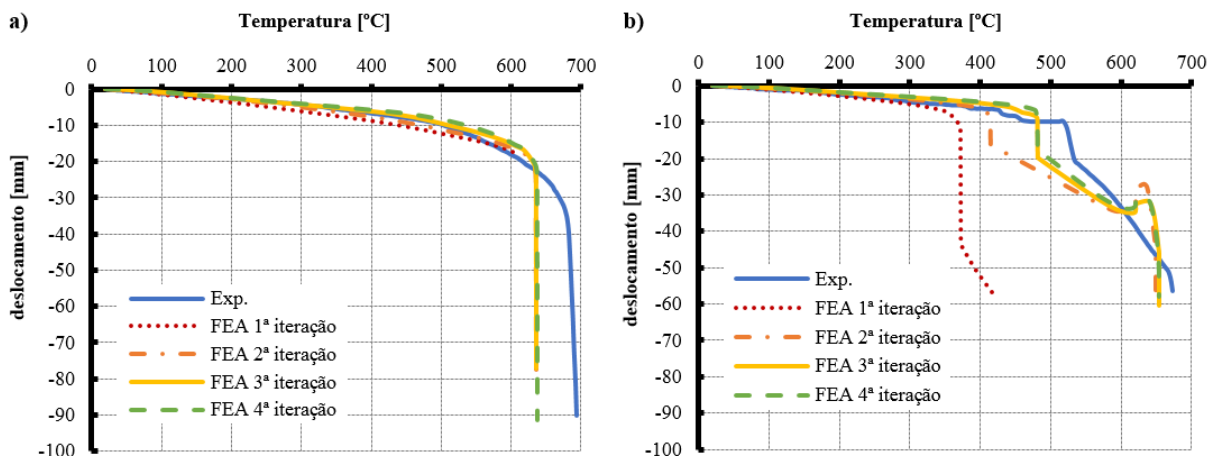 a)
Temperatura [ºC]
0 100 200 300 400 500 600 700
0
-10
-20
-30
-40
-50
-60
-70
-80
-90
-100
deslocamento [mm]
Exp.
FEA 1ª iteração
FEA 2ª iteração
FEA 3ª iteração
FEA 4ª iteração
b)
Temperatura [ºC]
0 100 200 300 400 500 600 700
0
-10
-20
-30
-40
-50
-60
-70
-80
-90
-100
deslocamento [mm]
Exp.
FEA 1ª iteração
FEA 2ª iteração
FEA 3ª iteração
FEA 4ª iteração